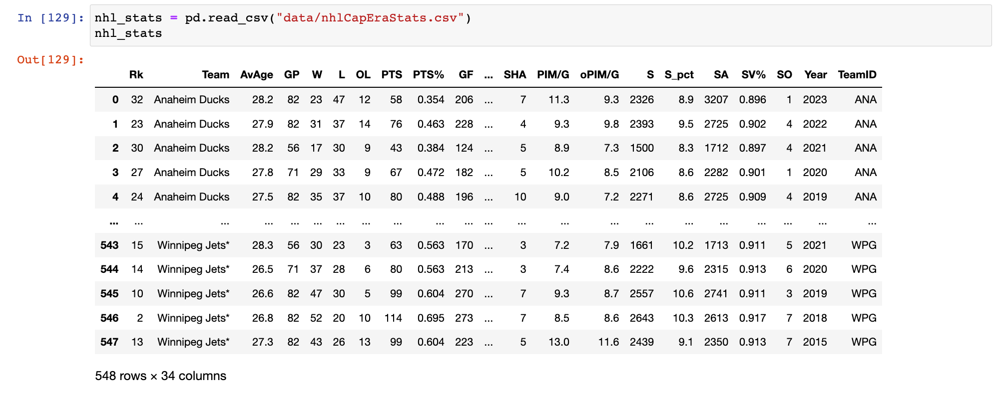 In [129]: nhl_stats = pd.read_csv("data/nhlCapEraStats.csv")
nhl_stats
Out[129]:
Rk Team AvAge GP W L OL PTS PTS% GF ... SHA PIM/G oPIM/G S S_pct SA SV% SO Year TeamID
0 32 Anaheim Ducks 28.2 82 23 47 12 58 0.354 206 ... 7 11.3 9.3 2326 8.9 3207 0.896 1 2023 ANA
1 23 Anaheim Ducks 27.9 82 31 37 14 76 0.463 228 ... 4 9.3 9.8 2393 9.5 2725 0.902 4 2022 ANA
2 30 Anaheim Ducks 28.2 56 17 30 9 43 0.384 124 ... 5 8.9 7.3 1500 8.3 1712 0.897 4 2021 ANA
3 27 Anaheim Ducks 27.8 71 29 33 9 67 0.472 182 ... 5 10.2 8.5 2106 8.6 2282 0.901 1 2020 ANA
4 24 Anaheim Ducks 27.5 82 35 37 10 80 0.488 196 ... 10 9.0 7.2 2271 8.6 2725 0.909 4 2019 ANA
... ... ... ... ... ... ... ... ... ... ... ... ... ... ... ... ... ... ... ... ... ...
543 15 Winnipeg Jets* 28.3 56 30 23 3 63 0.563 170 ... 3 7.2 7.9 1661 10.2 1713 0.911 5 2021 WPG
544 14 Winnipeg Jets* 26.5 71 37 28 6 80 0.563 213 ... 3 7.4 8.6 2222 9.6 2315 0.913 6 2020 WPG
545 10 Winnipeg Jets* 26.6 82 47 30 5 99 0.604 270 ... 7 9.3 8.7 2557 10.6 2741 0.911 3 2019 WPG
546 2 Winnipeg Jets* 26.8 82 52 20 10 114 0.695 273 ... 7 8.5 8.6 2643 10.3 2613 0.917 7 2018 WPG
547 13 Winnipeg Jets* 27.3 82 43 26 13 99 0.604 223 ... 5 13.0 11.6 2439 9.1 2350 0.913 7 2015 WPG
548 rows × 34 columns